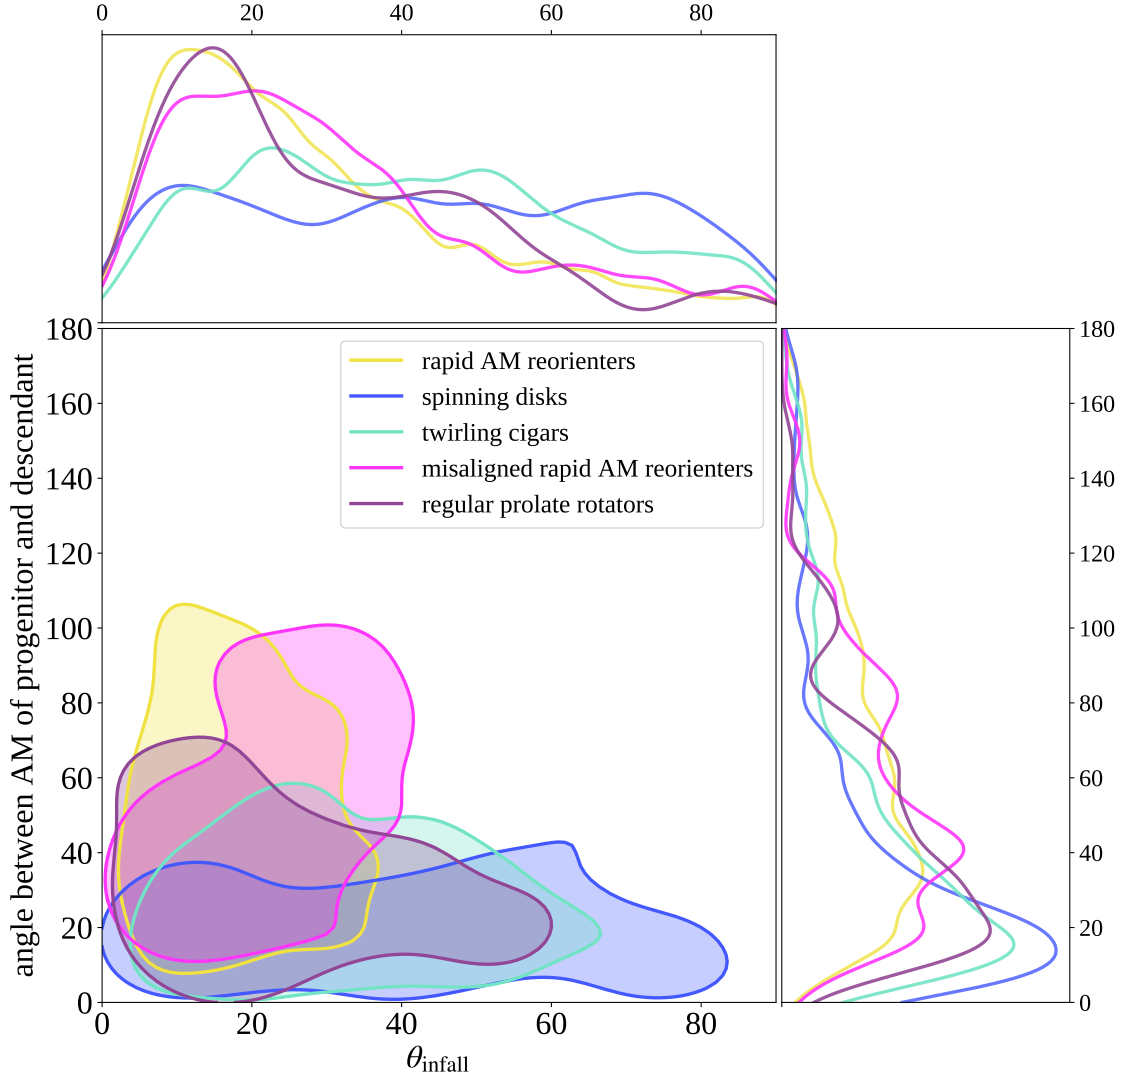 0 20 40 60 80
180
160
140
120
100
80
60
40
20
0
angle between AM of progenitor and descendant
rapid AM reorienters
spinning disks
twirling cigars
misaligned rapid AM reorienters
regular prolate rotators
180
160
140
120
100
80
60
40
20
0
0 20 40 60 80
θinfall